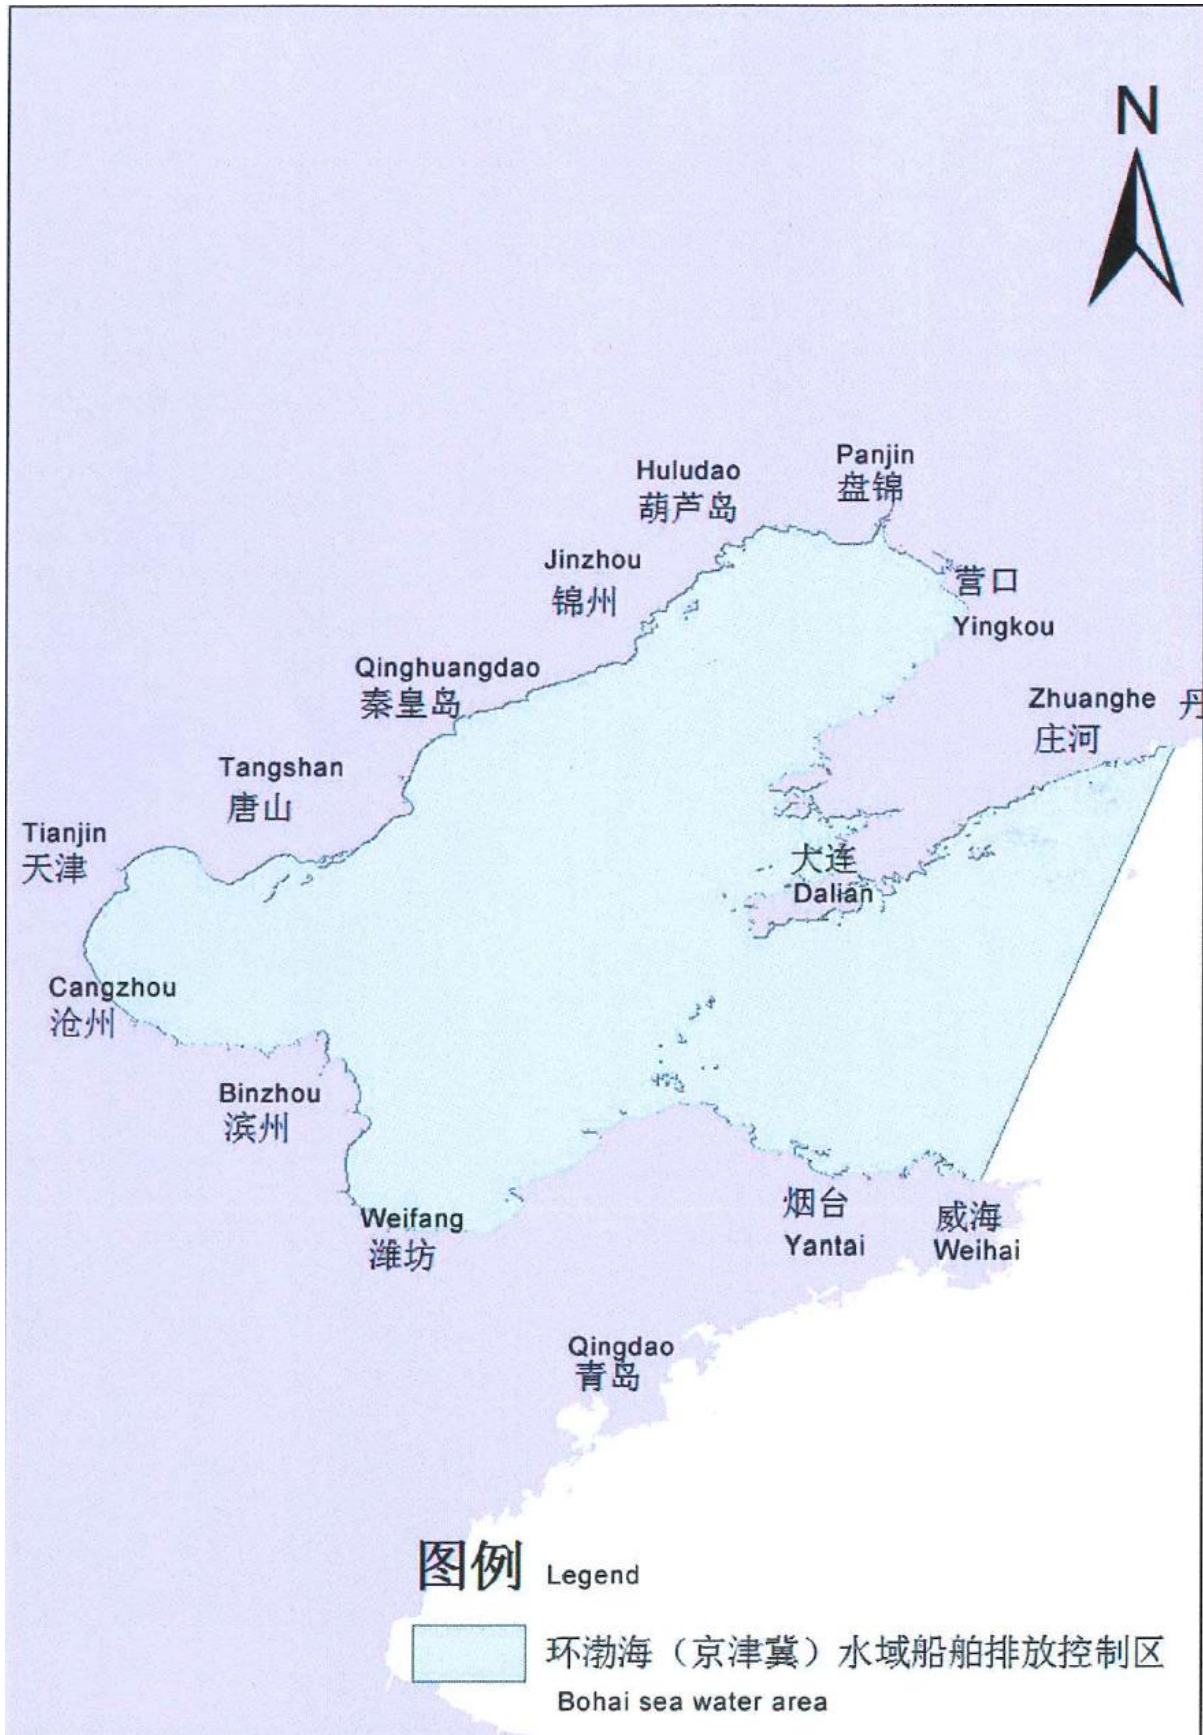 N
Panjin
盘锦
Huludao
葫芦岛
Jinzhou
锦州
营口
Yingkou
Qinghuangdao
秦皇岛
Zhuanghe
庄河
丹
Tangshan
唐山
Tianjin
天津
大连
Dalian
Cangzhou
沧州
Binzhou
滨州
Weifang
潍坊
烟台
Yantai
威海
Weihai
Qingdao
青岛
图例 Legend
环渤海（京津冀）水域船舶排放控制区
Bohai sea water area